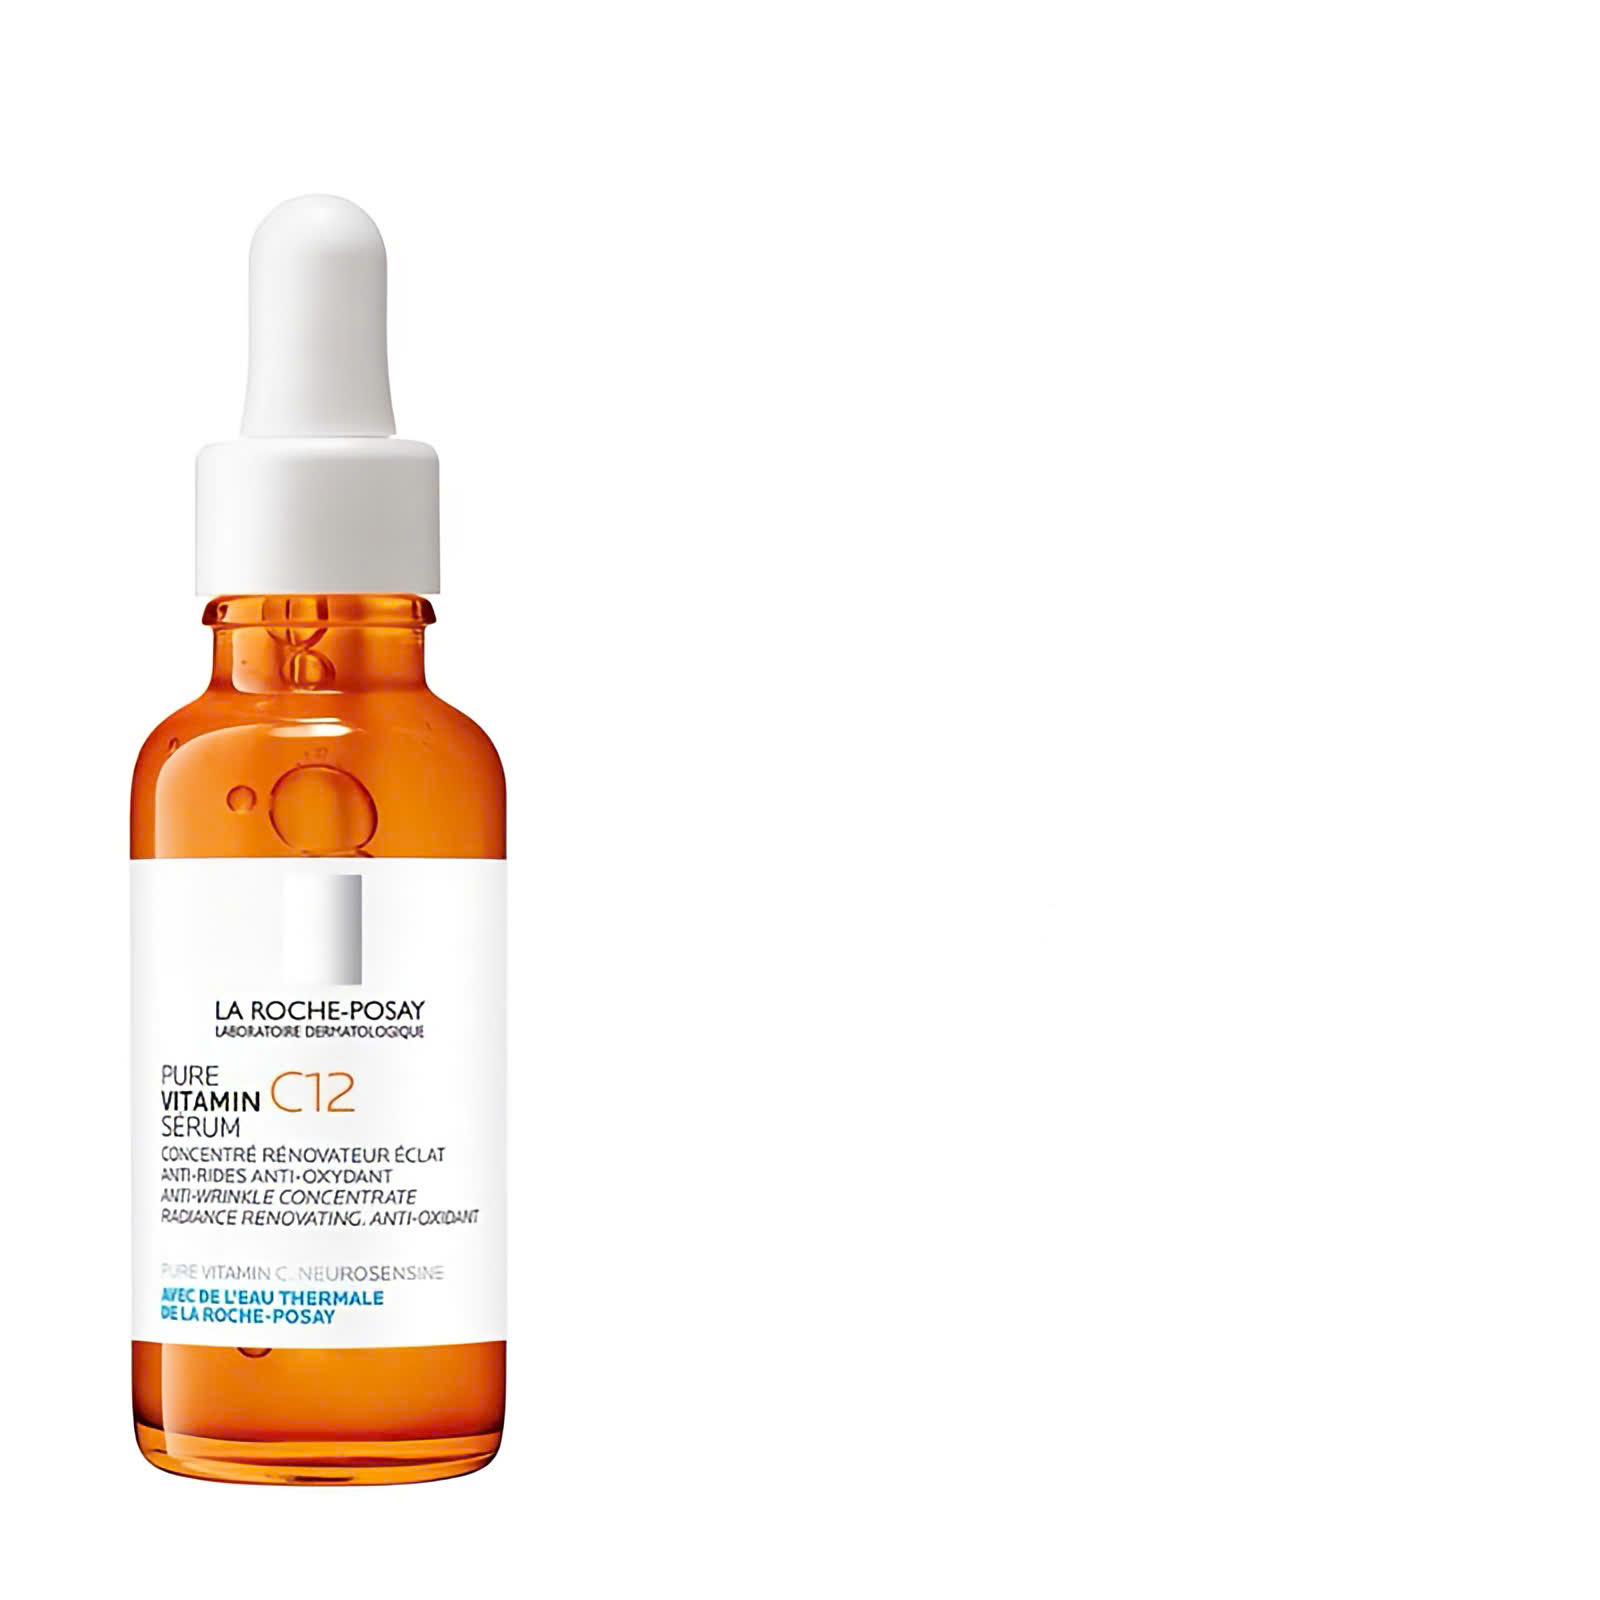 LA ROCHE-POSAY
LABORATOIRE DERMATOLOGIQUE
PURE
VITAMIN C12
SÉRUM
CONCENTRÉ RÉNOVATEUR ÉCLAT
ANTI-RIDES ANTI-OXYDANT
ANTI-WRINKLE CONCENTRATE
RADIANCE RENOVATING, ANTI-OXIDANT
PURE VITAMIN C. NEUROSENSINE
AVEC DE L'EAU THERMALE
DE LA ROCHE-POSAY